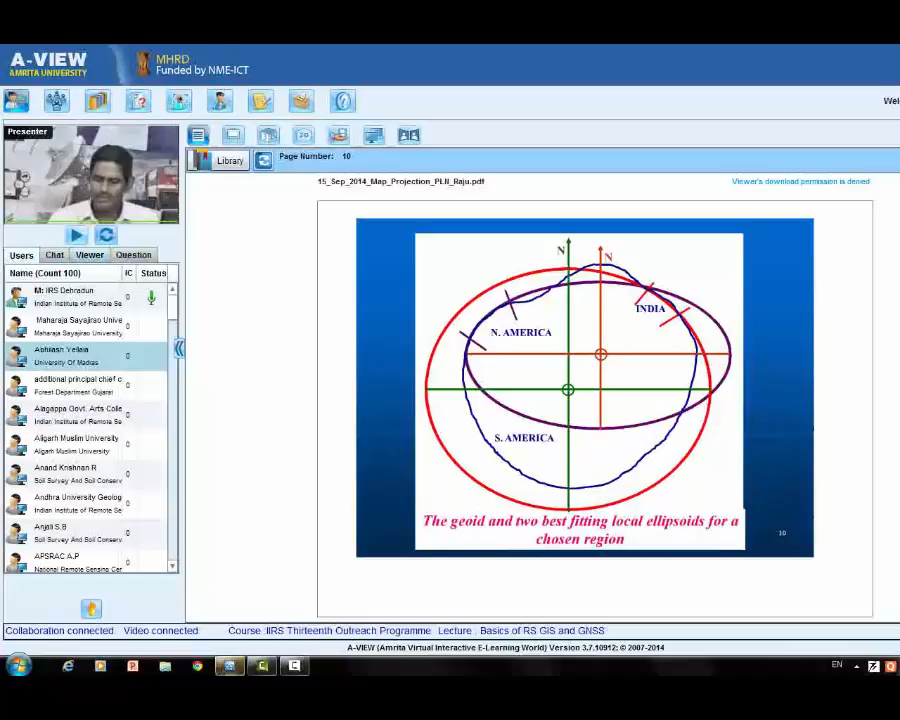 A-VIEW
AMRITA UNIVERSITY
MHRD
Funded by NME-ICT
Wel
Presenter
Library
Page Number: 10
15_Sep_2014_Map_Projection_PLN_Raju.pdf
Viewer's download permission is denied
Users Chat Viewer Question
Name (Count 100) IC Status
M: IIRS Dehradun 0
Indian Institute of Remote Se
Maharaja Sayajirao Unive 0
Maharaja Sayajirao University
Abhilash Yellala 0
University Of Madras
additional principal chief c 0
Forest Department Gujarat
Alagappa Govt. Arts Colle 0
Indian Institute of Remote Se
Aligarh Muslim University 0
Aligarh Muslim University
Anand Krishnan R 0
Soil Survey And Soil Conserv
Andhra University Geolog 0
Indian Institute of Remote Se
Anjali S.B 0
Soil Survey And Soil Conserv
APSRAC A.P 0
National Remote Sensing Cer
N
N
INDIA
N. AMERICA
S. AMERICA
The geoid and two best fitting local ellipsoids for a
chosen region
10
Collaboration connected Video connected Course :IIRS Thirteenth Outreach Programme Lecture : Basics of RS GIS and GNSS
A-VIEW (Amrita Virtual Interactive E-Learning World) Version 3.7.10912; © 2007-2014
EN